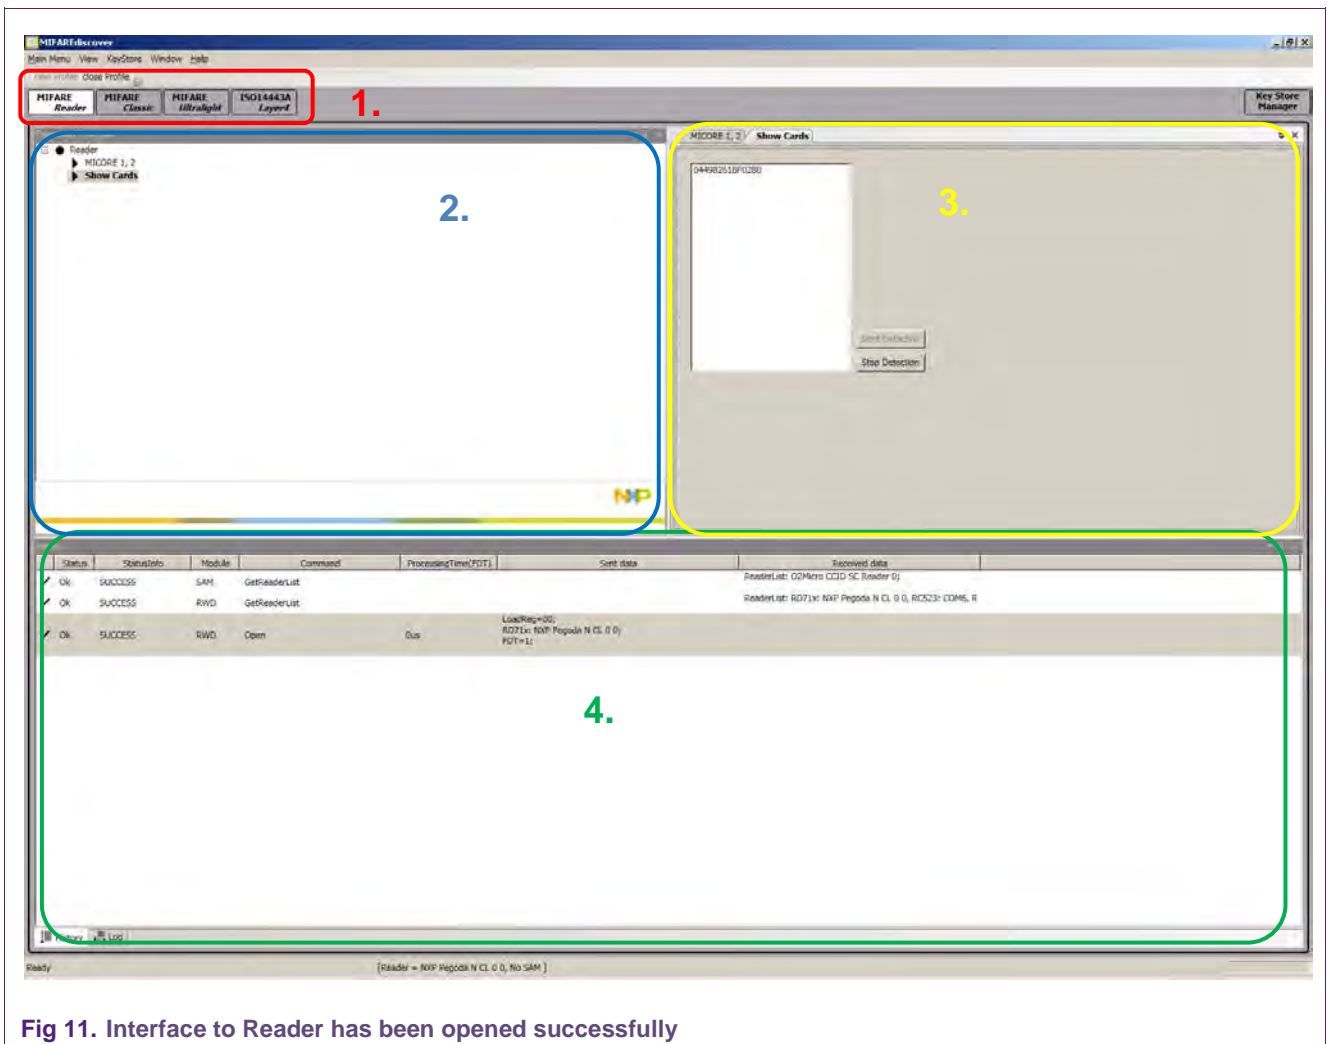 MIFAREdiscover
Main Menu View KeyStore Window Help
Close Profile
MIFARE Reader MIFARE Classic MIFARE Ultralight ISO14443A Layer4
1.
Key Store Manager
Reader
MICORE 1, 2
Show Cards
2.
MICORE 1, 2 Show Cards
3.
Stop Detection
NXP
Status StatusInfo Module Command ProcessingTime(FDT) Sent data Received data
Ok SUCCESS SAM GetReaderList ReaderList: O2Micro CCID SC Reader 0;
Ok SUCCESS RWD GetReaderList ReaderList: RD71x: NXP Pegoda N CL 0 0, RC523: COM6, R
Ok SUCCESS RWD Open 0us LoadReg=00;
RD71x: NXP Pegoda N CL 0 0;
FDT=1;
4.
History Log
Ready [Reader = NXP Pegoda N CL 0 0, No SAM ]
Fig 11. Interface to Reader has been opened successfully